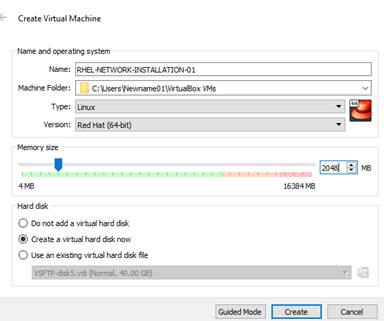 Create Virtual Machine
Name and operating system
Name: RHEL-NETWORK-INSTALLATION-01
Machine Folder: C:\Users\Newname01\VirtualBox VMs
Type: Linux
64
Version: Red Hat (64-bit)
Memory size
2048 MB
4 MB 16384 MB
Hard disk
Do not add a virtual hard disk
Create a virtual hard disk now
Use an existing virtual hard disk file
VSFTP-disk5.vdi (Normal, 40.00 GB)
Guided Mode Create Cancel